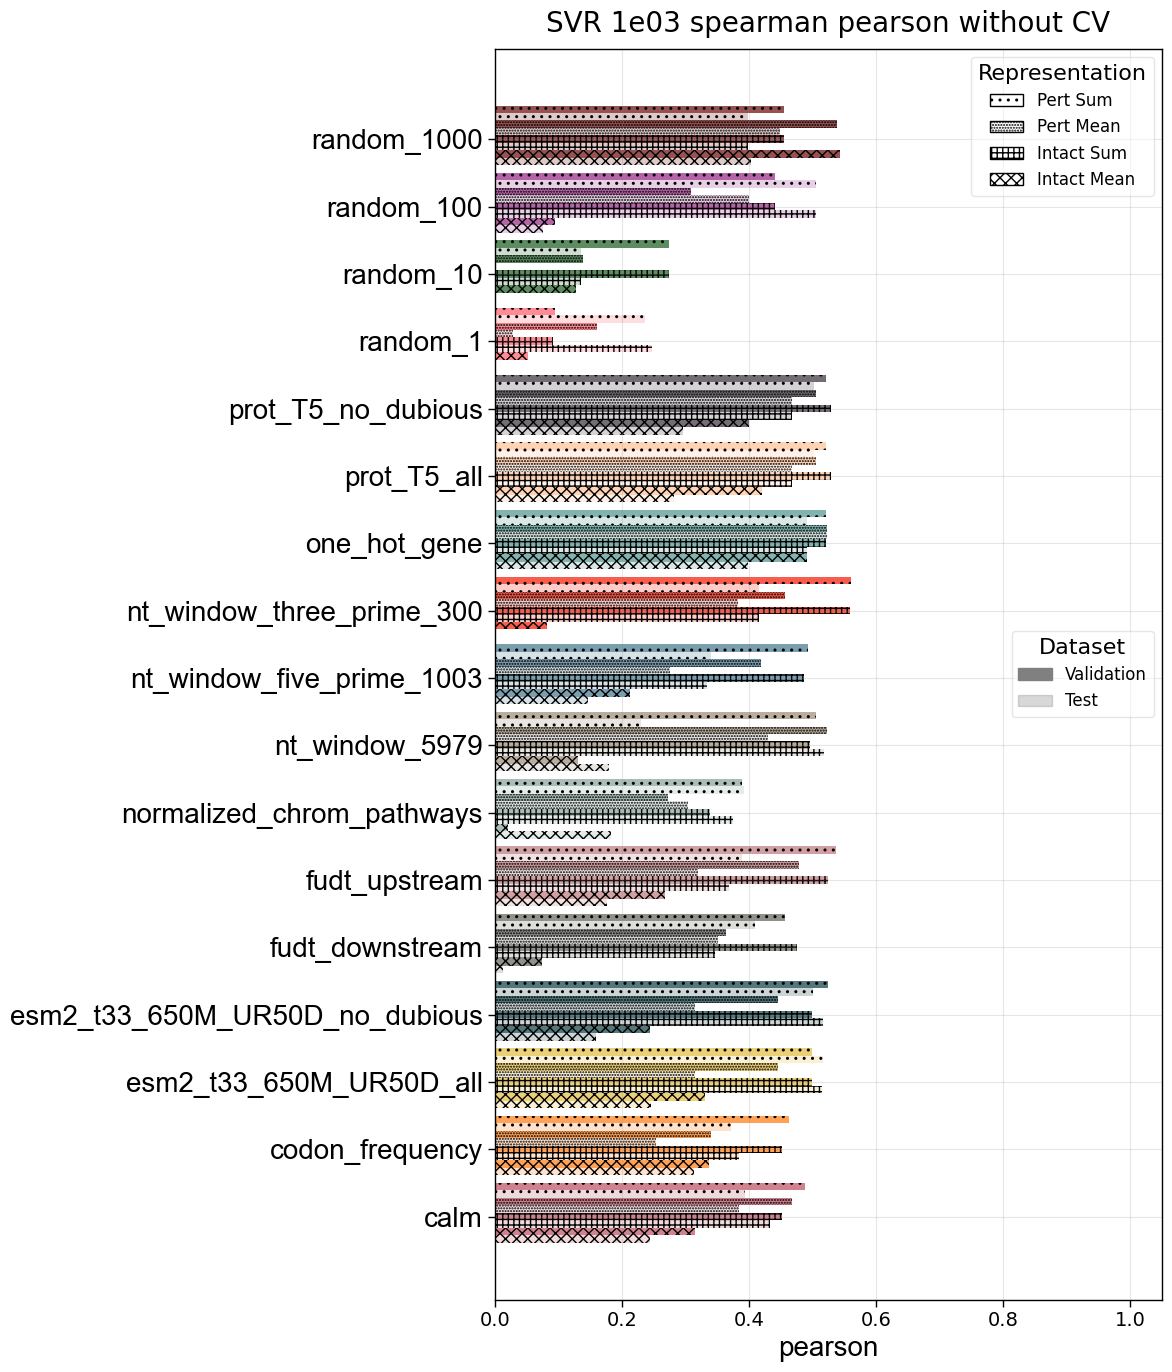 SVR 1e03 spearman pearson without CV
Representation
Pert Sum
Pert Mean
Intact Sum
Intact Mean
random_1000
random_100
random_10
random_1
prot_T5_no_dubious
prot_T5_all
one_hot_gene
nt_window_three_prime_300
nt_window_five_prime_1003
Dataset
Validation
Test
nt_window_5979
normalized_chrom_pathways
fudt_upstream
fudt_downstream
esm2_t33_650M_UR50D_no_dubious
esm2_t33_650M_UR50D_all
codon_frequency
calm
0.0 0.2 0.4 0.6 0.8 1.0
pearson